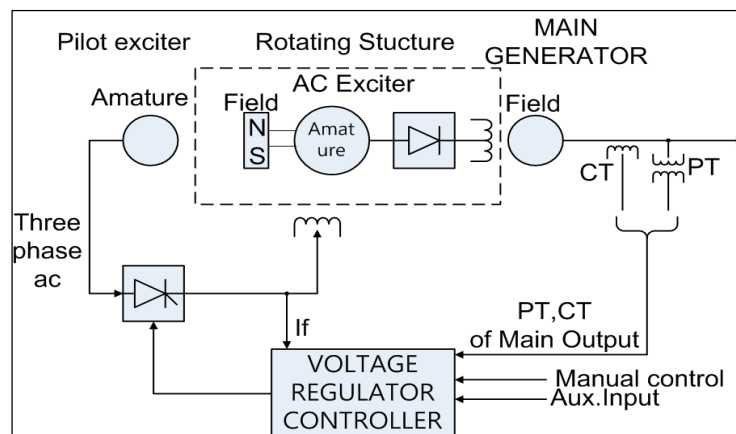 Pilot exciter
Rotating Stucture
MAIN
GENERATOR
Amature
AC Exciter
Field
Field
N
S
Amat
ure
CT
PT
Three
phase
ac
If
PT,CT
of Main Output
VOLTAGE
REGULATOR
CONTROLLER
Manual control
Aux.Input